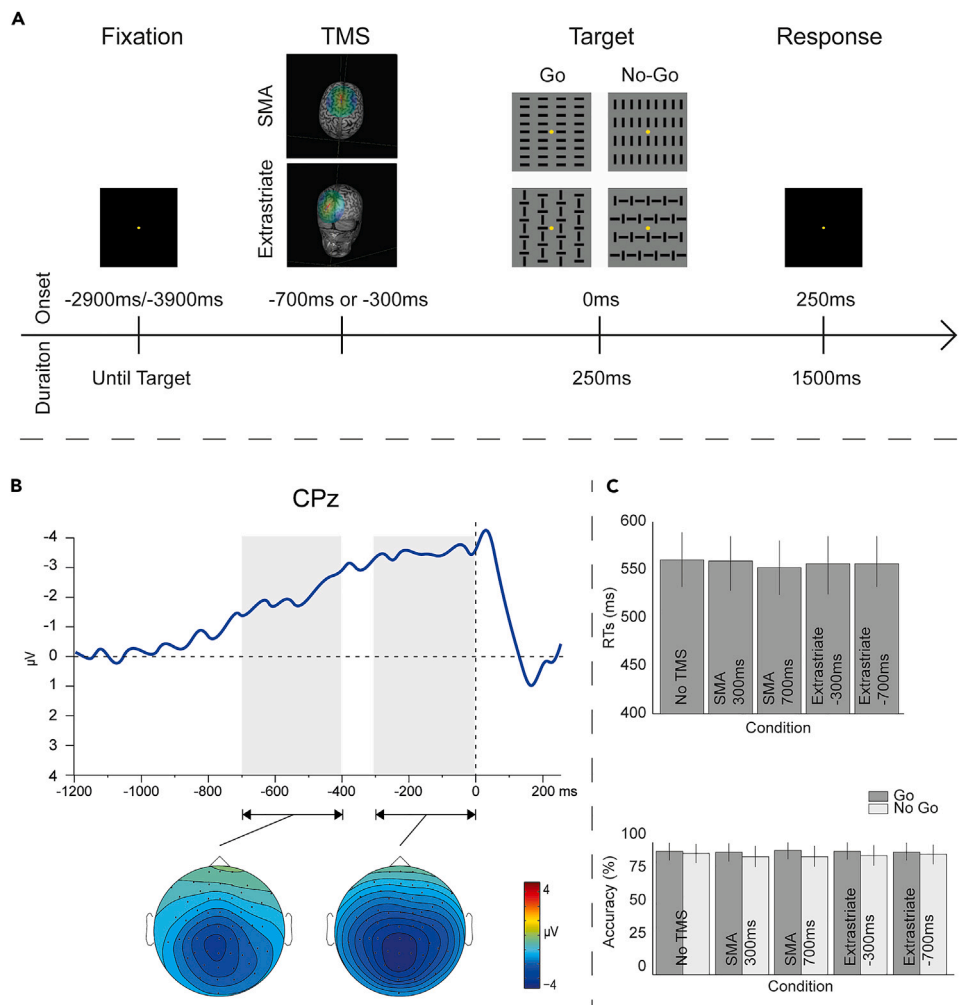 A
Fixation TMS Target Response
Go No-Go
SMA
Extrastriate
Onset
-2900ms/-3900ms -700ms or -300ms 0ms 250ms
Duraiton
Until Target 250ms 1500ms
B
CPz
-4
-3
-2
-1
0
1
2
3
4
µV
-1200 -1000 -800 -600 -400 -200 0 200 ms
4
µV
-4
C
600
550
500
450
400
RTs (ms)
No TMS
SMA
300ms
SMA
700ms
Extrastriate
-300ms
Extrastriate
-700ms
Condition
Go
No Go
100
75
50
25
0
Accuracy (%)
No TMS
SMA
300ms
SMA
700ms
Extrastriate
-300ms
Extrastriate
-700ms
Condition